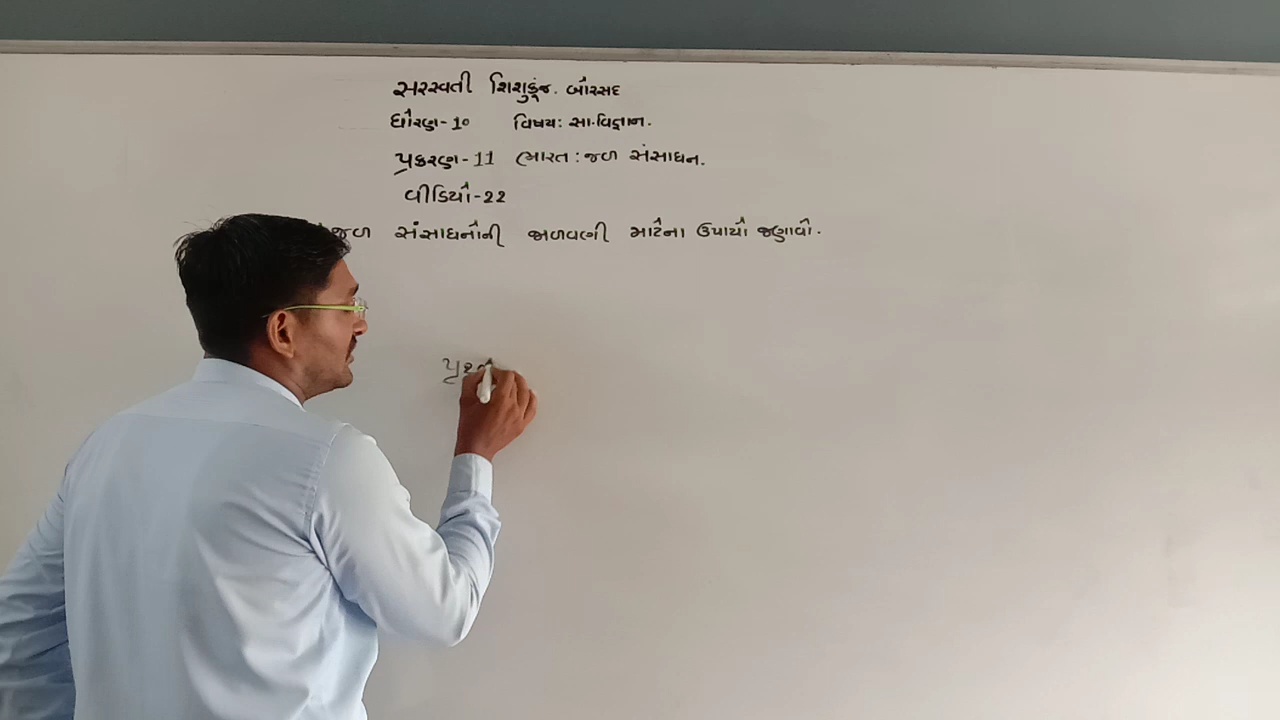 સરસ્વતી શિશુકુંજ. બોરસદ
ધોરણ-10 વિષય: સા.વિજ્ઞાન.
પ્રકરણ-11 ભારત: જળ સંસાધન.
વીડિયો-22
જળ સંસાધનોની જાળવણી માટેના ઉપાયો જણાવો.